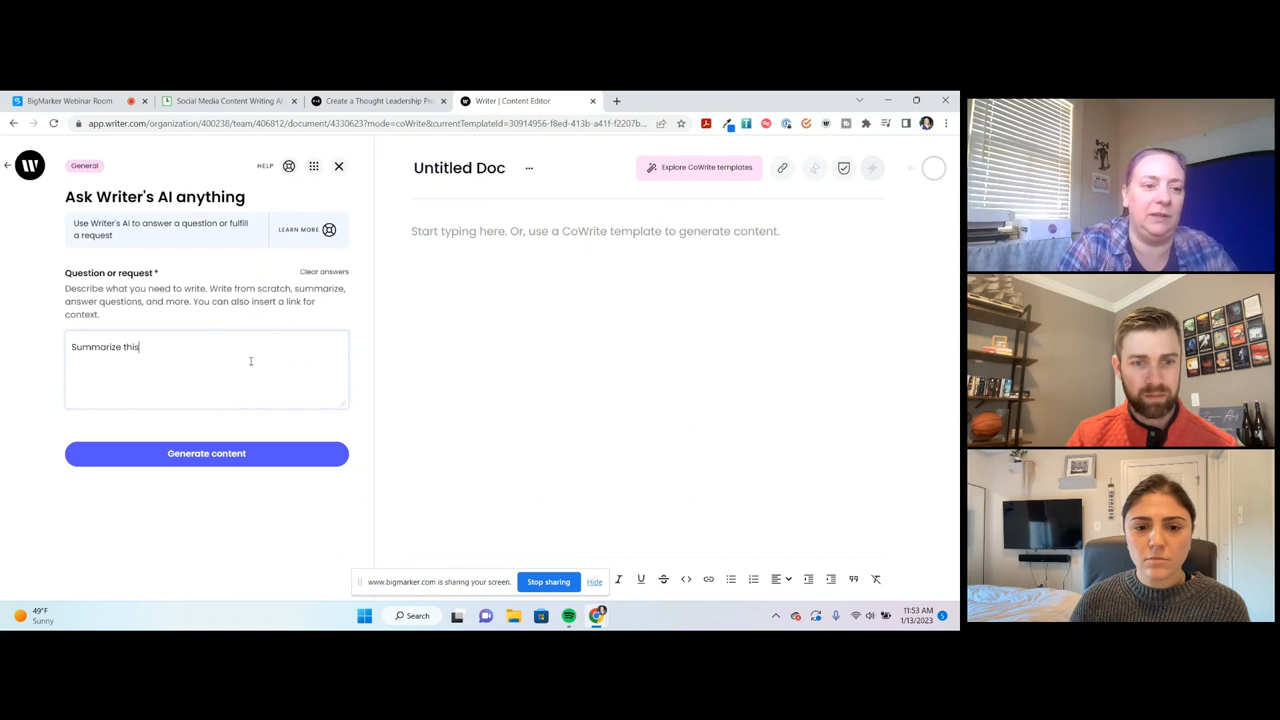 BigMarker Webinar Room
Social Media Content Writing AI
Create a Thought Leadership Pro
Writer | Content Editor
app.writer.com/organization/400238/team/406812/document/4330623?mode=coWrite&currentTemplateId=30914956-f8ed-413b-a41f-f2207b...
W
General
HELP
Ask Writer's AI anything
Use Writer's AI to answer a question or fulfill
a request
LEARN MORE
Question or request *
Clear answers
Describe what you need to write. Write from scratch, summarize,
answer questions, and more. You can also insert a link for
context.
Summarize this
Generate content
Untitled Doc
...
Explore CoWrite templates
Start typing here. Or, use a CoWrite template to generate content.
www.bigmarker.com is sharing your screen.
Stop sharing
Hide
49°F
Sunny
Search
11:53 AM
1/13/2023
5